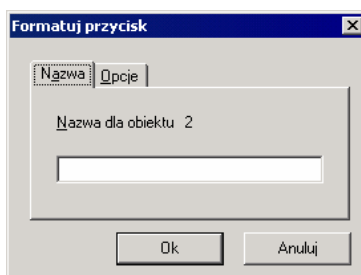 Formatuj przycisk
Nazwa Opcje
Nazwa dla obiektu 2
Ok Anuluj